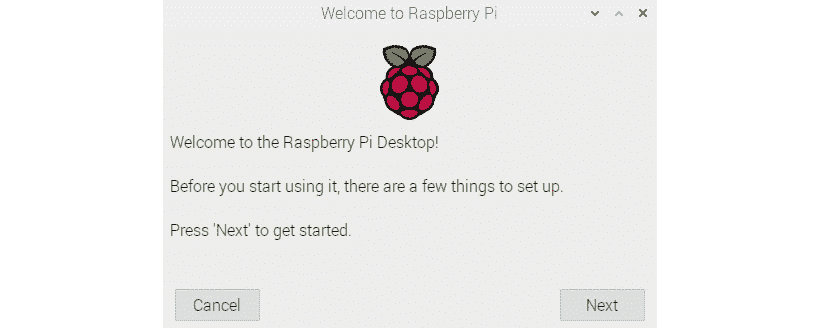 Welcome to Raspberry Pi
Welcome to the Raspberry Pi Desktop!
Before you start using it, there are a few things to set up.
Press 'Next' to get started.
Cancel
Next